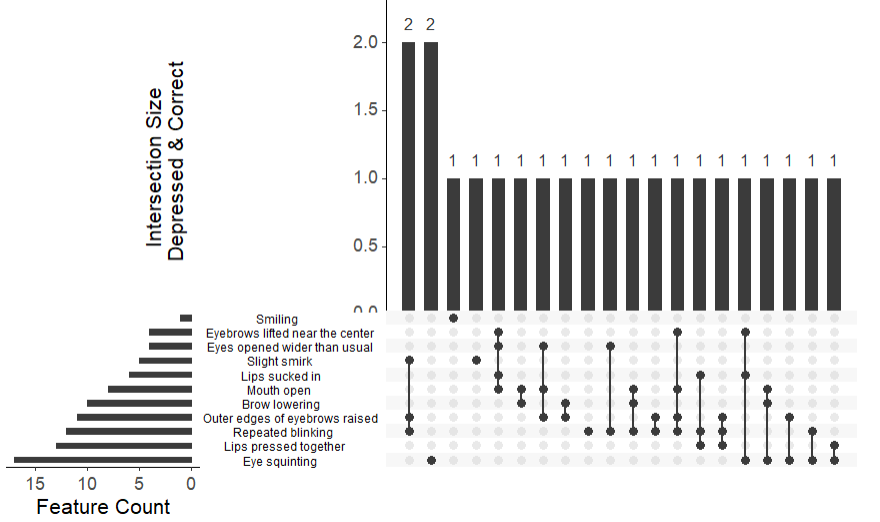 2 2
2.0
1 1 1 1 1 1 1 1 1 1 1 1 1 1 1 1 1 1
1.5
1.0
0.5
0.0
Intersection Size
Depressed & Correct
Smiling
Eyebrows lifted near the center
Eyes opened wider than usual
Slight smirk
Lips sucked in
Mouth open
Brow lowering
Outer edges of eyebrows raised
Repeated blinking
Lips pressed together
Eye squinting
15 10 5 0
Feature Count